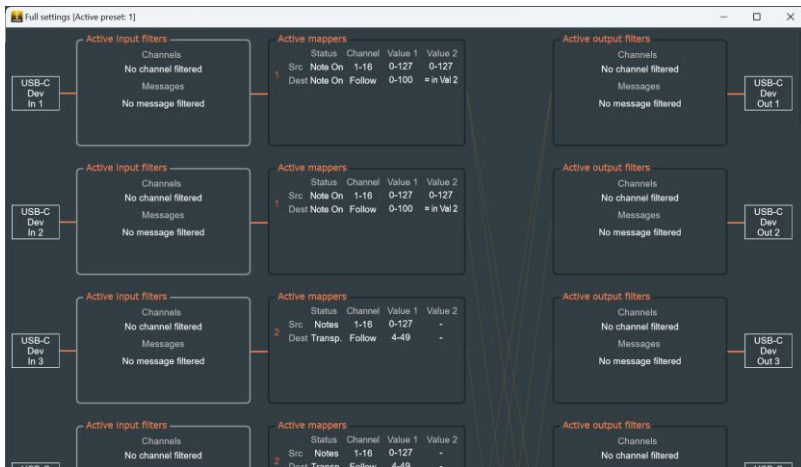 Full settings [Active preset: 1]
Active input filters
Channels
No channel filtered
Messages
No message filtered
USB-C
Dev
In 1
Active mappers
Status Channel Value 1 Value 2
1
Src Note On 1-16 0-127 0-127
Dest Note On Follow 0-100 = in Val 2
Active output filters
Channels
No channel filtered
Messages
No message filtered
USB-C
Dev
Out 1
Active input filters
Channels
No channel filtered
Messages
No message filtered
USB-C
Dev
In 2
Active mappers
Status Channel Value 1 Value 2
1
Src Note On 1-16 0-127 0-127
Dest Note On Follow 0-100 = in Val 2
Active output filters
Channels
No channel filtered
Messages
No message filtered
USB-C
Dev
Out 2
Active input filters
Channels
No channel filtered
Messages
No message filtered
USB-C
Dev
In 3
Active mappers
Status Channel Value 1 Value 2
2
Src Notes 1-16 0-127 -
Dest Transp. Follow 4-49 -
Active output filters
Channels
No channel filtered
Messages
No message filtered
USB-C
Dev
Out 3
Active input filters
Channels
No channel filtered
USB-C
Active mappers
Status Channel Value 1 Value 2
2
Src Notes 1-16 0-127 -
Dest Transp. Follow 4-49 -
Active output filters
Channels
No channel filtered
USB-C